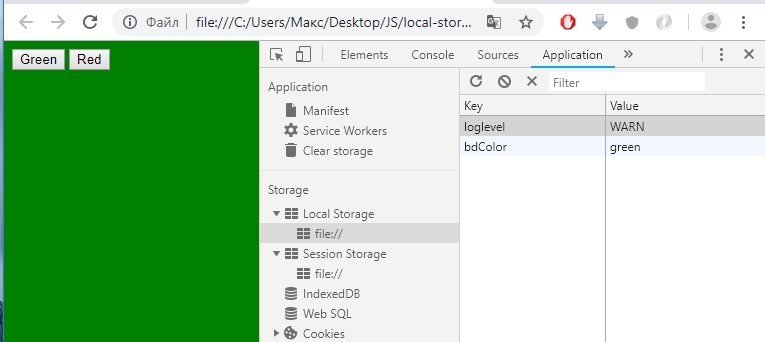 Файл file:///C:/Users/Макс/Desktop/JS/local-stor...
Green Red
Elements Console Sources Application »
Application
Manifest
Service Workers
Clear storage
Storage
Local Storage
file://
Session Storage
file://
IndexedDB
Web SQL
Cookies
Filter
Key Value
loglevel WARN
bdColor green